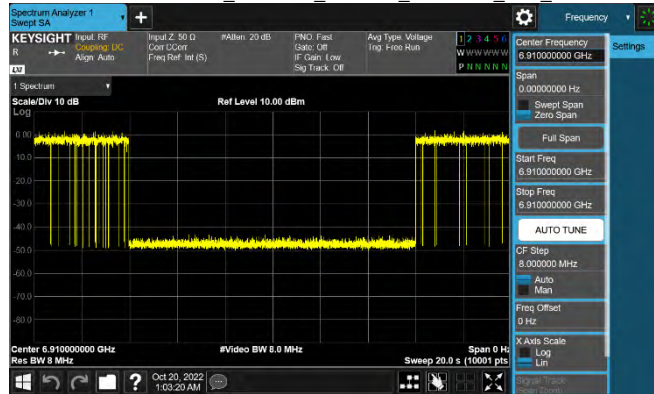 Spectrum Analyzer 1
Swept SA
+
Frequency
KEYSIGHT Input: RF
R
Coupling: DC
Align: Auto
LXI
Input Z: 50 Ω
Corr CCorr
Freq Ref: Int (S)
#Atten: 20 dB
PNO: Fast
Gate: Off
IF Gain: Low
Sig Track: Off
Avg Type: Voltage
Trig: Free Run
1 2 3 4 5 6
W W W W W W
P N N N N N
Center Frequency
6.910000000 GHz
Settings
Span
0.00000000 Hz
Swept Span
Zero Span
Full Span
Start Freq
6.910000000 GHz
Stop Freq
6.910000000 GHz
AUTO TUNE
CF Step
8.000000 MHz
Auto
Man
Freq Offset
0 Hz
X Axis Scale
Log
Lin
Signal Track
1 Spectrum
Scale/Div 10 dB
Ref Level 10.00 dBm
Log
0.00
-10.0
-20.0
-30.0
-40.0
-50.0
-60.0
-70.0
-80.0
Center 6.910000000 GHz
#Video BW 8.0 MHz
Span 0 Hz
Res BW 8 MHz
Sweep 20.0 s (10001 pts
?
Oct 20, 2022
1:03:20 AM